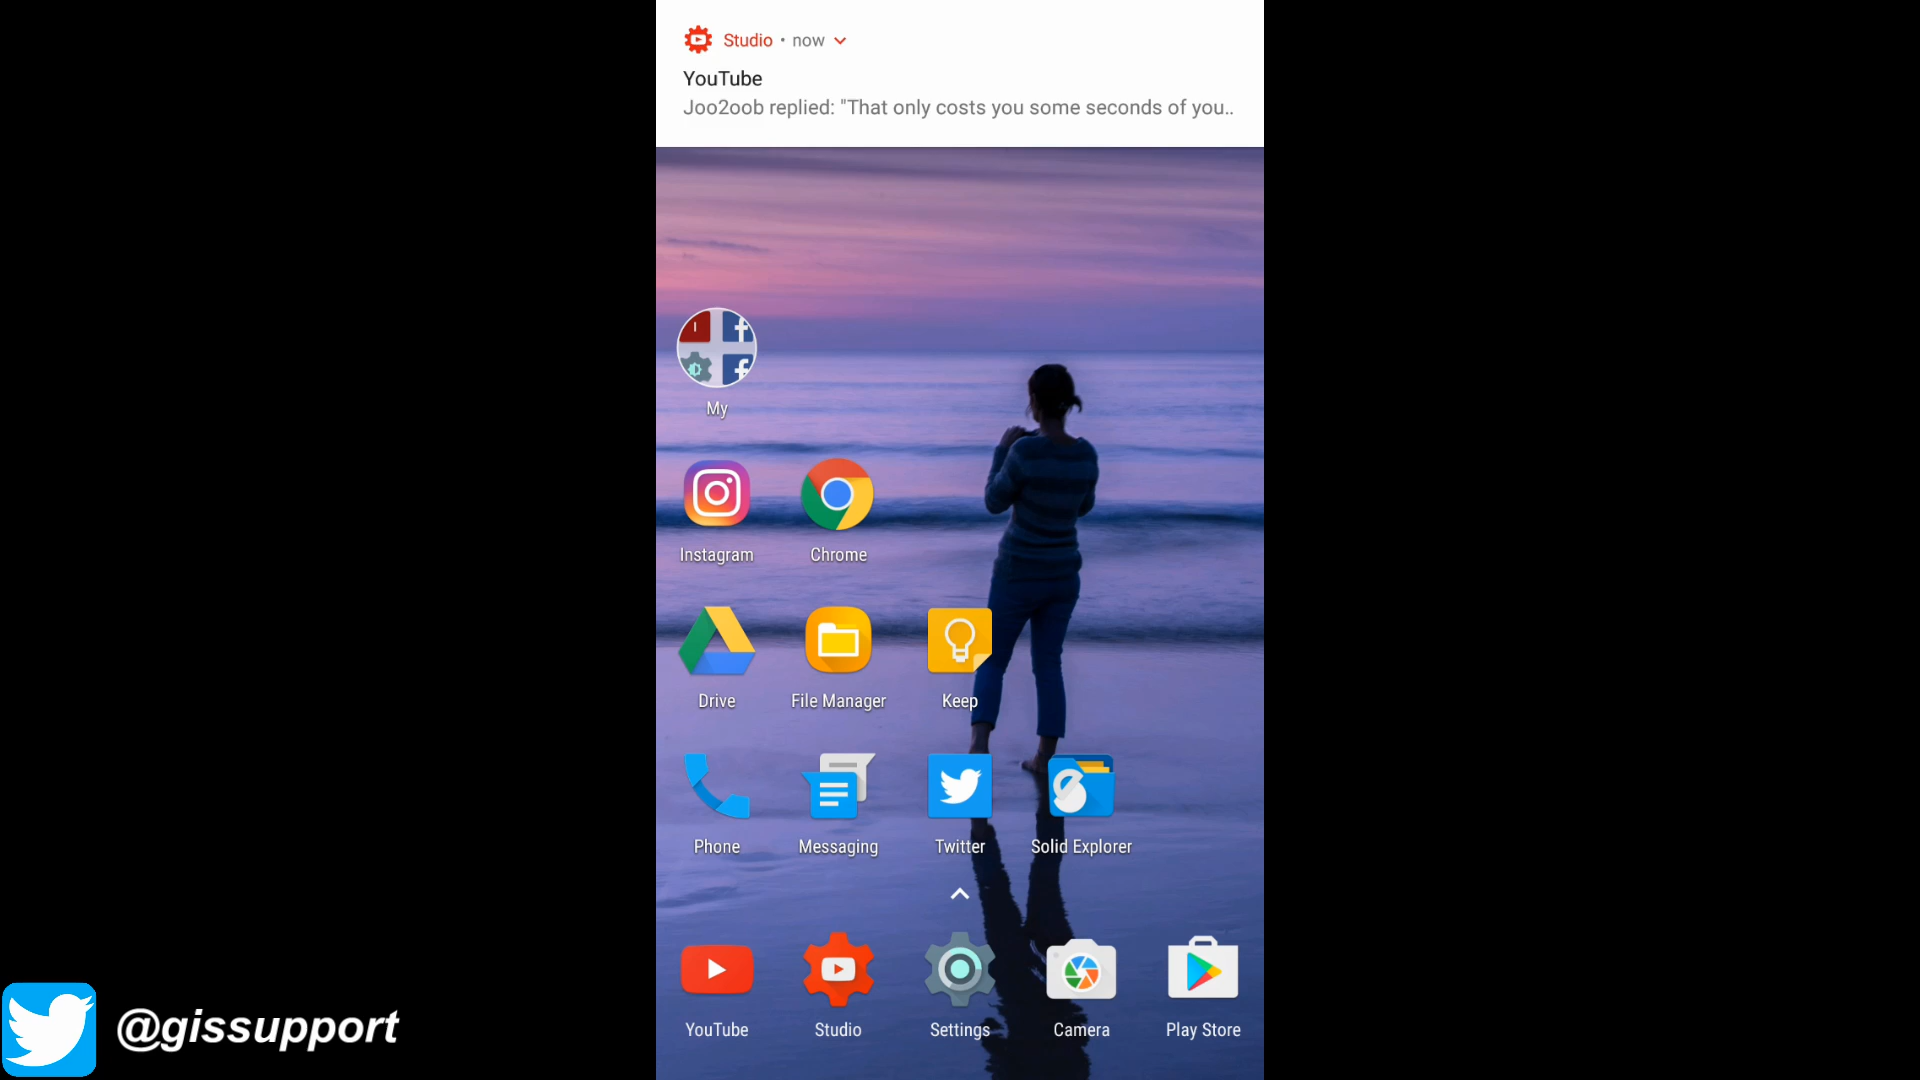 Studio • now
YouTube
Joo2oob replied: "That only costs you some seconds of you..
My
Instagram Chrome
Drive File Manager Keep
Phone Messaging Twitter Solid Explorer
YouTube Studio Settings Camera Play Store
@gissupport